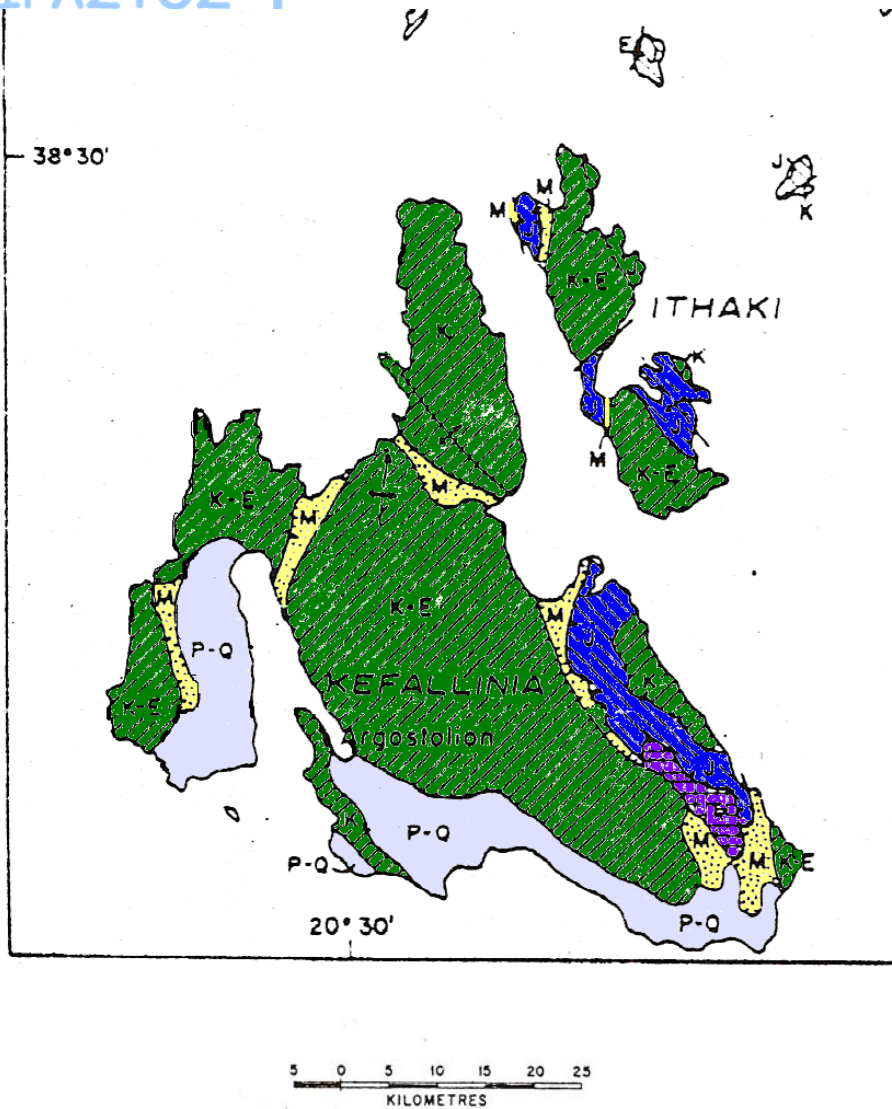 E
38°30'
J
K
M
M
J
K-E
J
ITHAKI
K
K
J
J
M
K-E
K-E
M
M
K-E
M
M
J
P-Q
K
K-E
KEFALLINIA
Argostolion
J
K
P-Q
M
M
K-E
P-Q
P-Q
20°30'
5 0 5 10 15 20 25
KILOMETRES